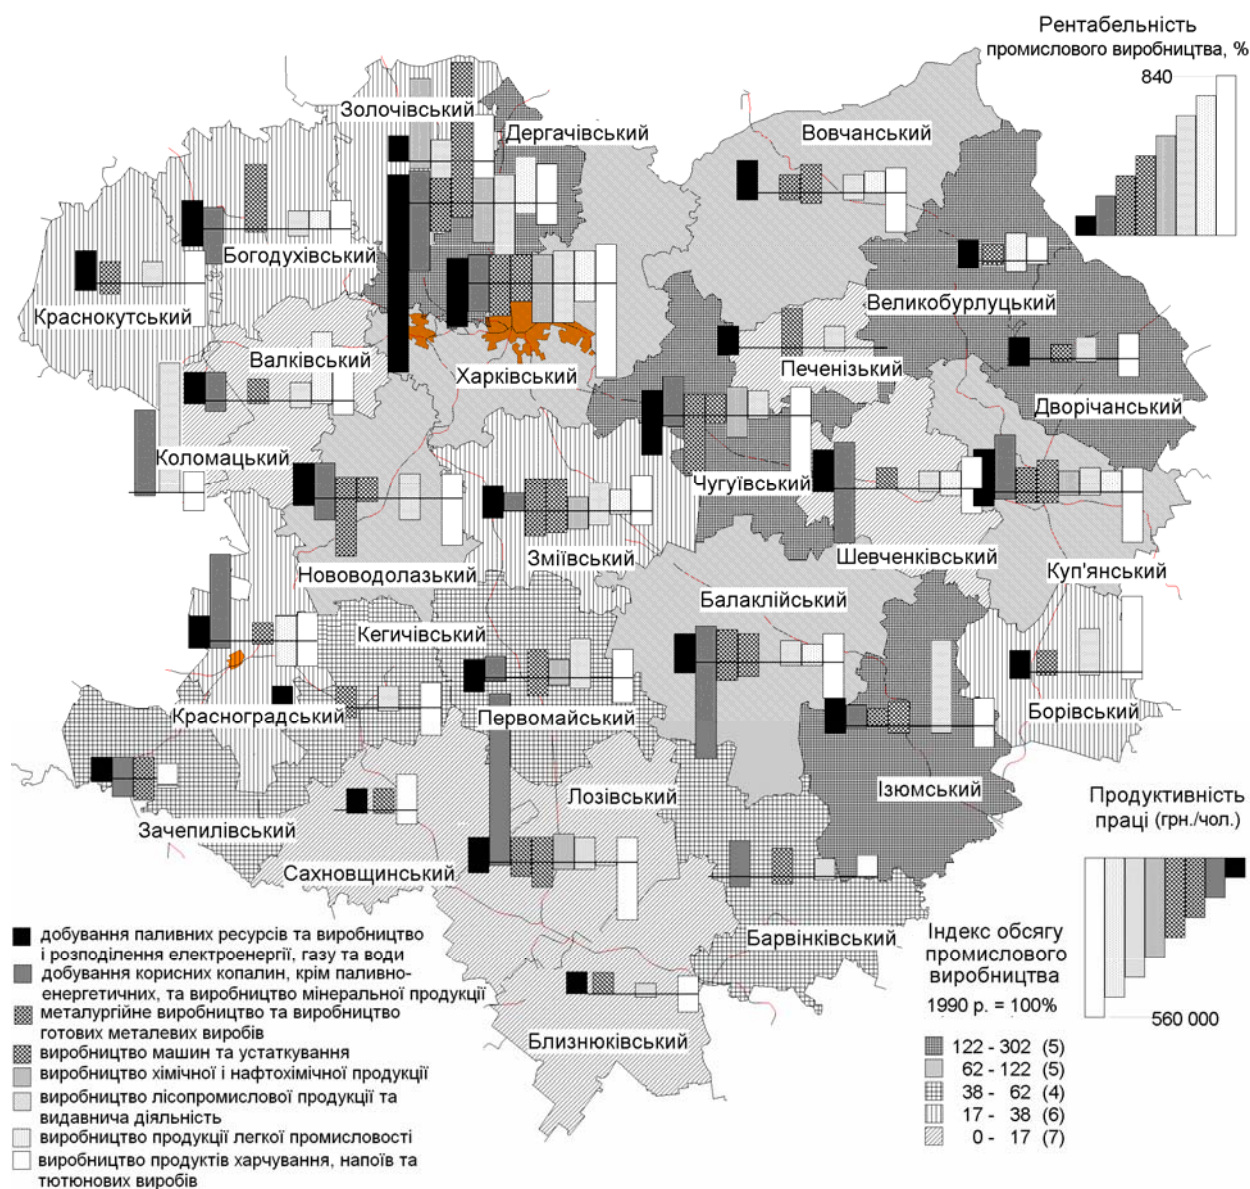 Рентабельність
промислового виробництва, %
840
Золочівський
Дергачівський
Вовчанський
Богодухівський
Великобурлуцький
Краснокутський
Валківський
Харківський
Печенізький
Дворічанський
Коломацький
Чугуївський
Шевченківський
Зміївський
Нововодолазький
Куп'янський
Балаклійський
Кегичівський
Красноградський
Первомайський
Борівський
Ізюмський
Лозівський
Зачепилівський
Сахновщинський
Барвінківський
Близнюківський
Продуктивність
праці (грн./чол.)
560 000
добування паливних ресурсів та виробництво
і розподілення електроенергії, газу та води
добування корисних копалин, крім паливно-
енергетичних, та виробництво мінеральної продукції
металургійне виробництво та виробництво
готових металевих виробів
виробництво машин та устаткування
виробництво хімічної і нафтохімічної продукції
виробництво лісопромислової продукції та
видавнича діяльність
виробництво продукції легкої промисловості
виробництво продуктів харчування, напоїв та
тютюнових виробів
Індекс обсягу
промислового
виробництва
1990 р. = 100%
122 - 302 (5)
62 - 122 (5)
38 - 62 (4)
17 - 38 (6)
0 - 17 (7)